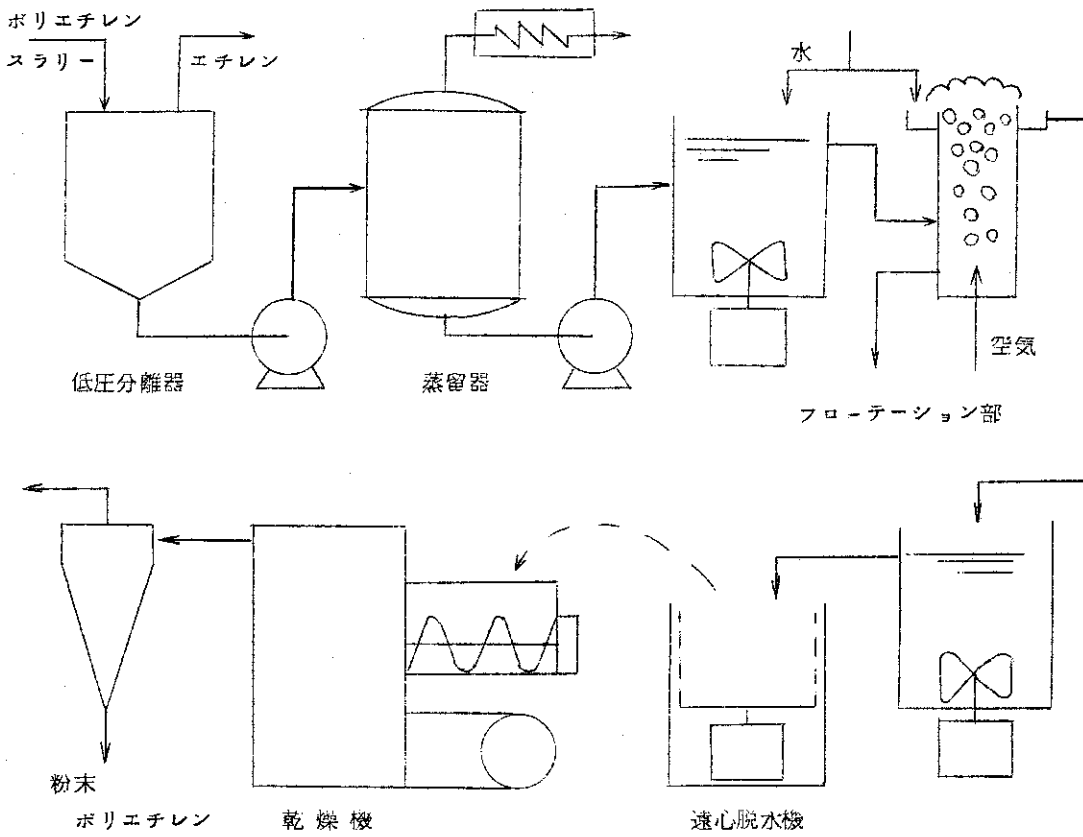 ポリエチレン
スラリー
エチレン
水
空気
低圧分離器
蒸留器
フローテーション部
粉末
ポリエチレン
乾燥機
遠心脱水機